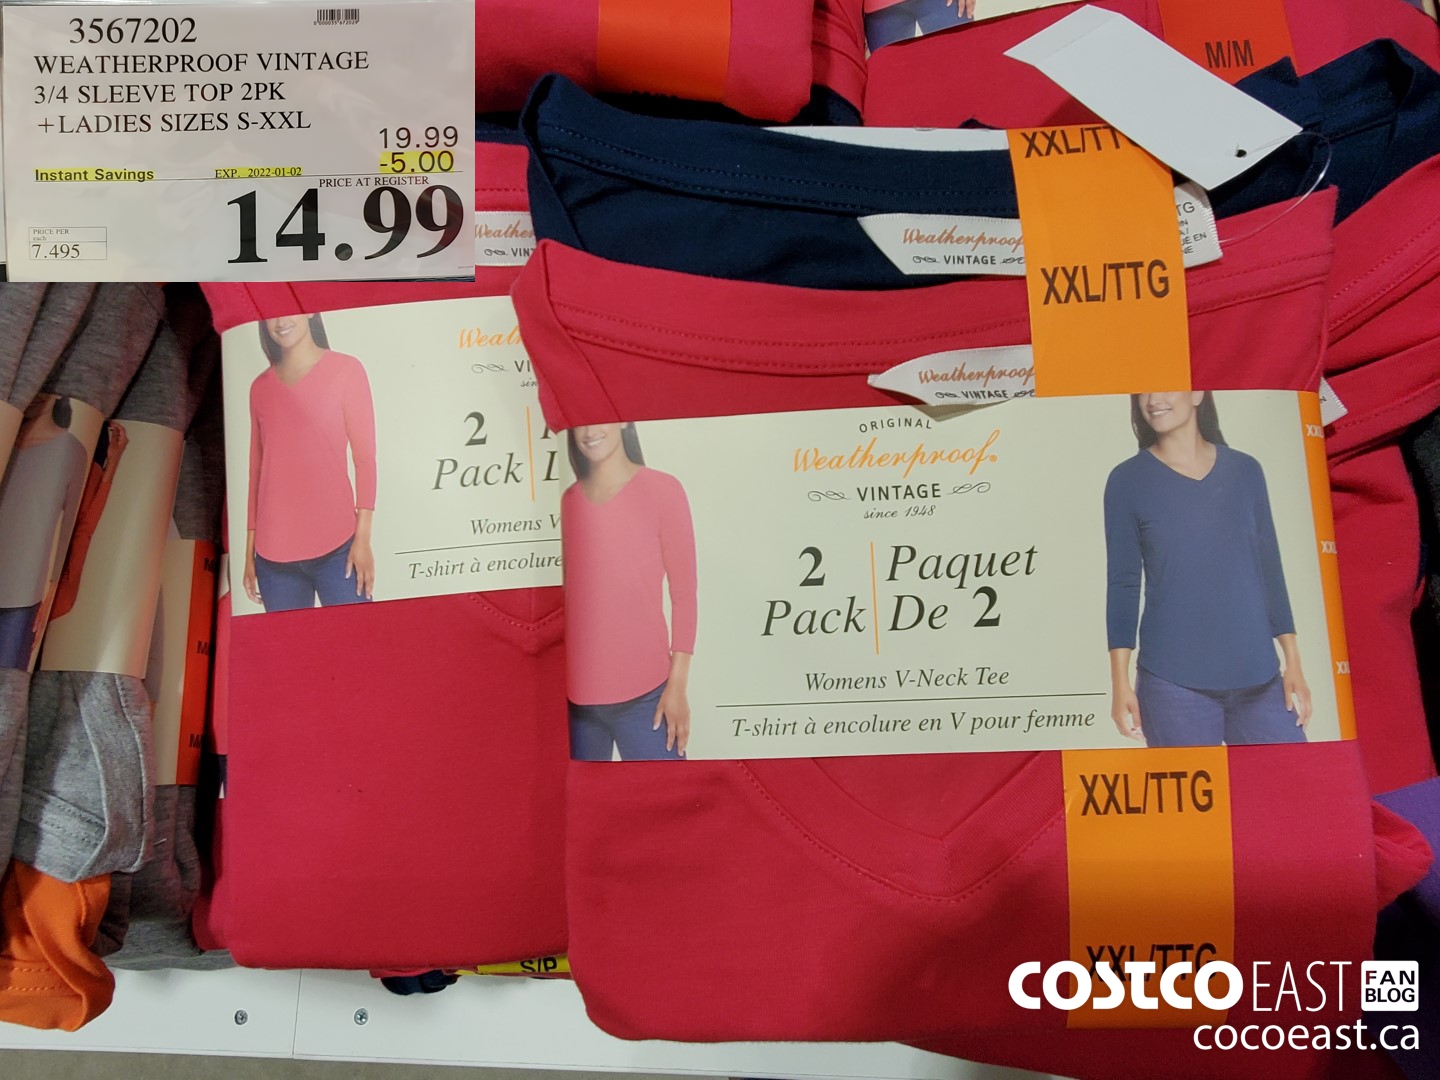 3567202
WEATHERPROOF VINTAGE
3/4 SLEEVE TOP 2PK
+LADIES SIZES S-XXL
19.99
Instant Savings EXP. 2022-01-02 -5.00
PRICE AT REGISTER
14.99
PRICE PER
each
7.495
M/M
XXL/TTG
Weatherproof
VINTAGE
XXL/TTG
Weatherproof
VINTAGE
2
Pack
Womens V
T-shirt à encolure
ORIGINAL
Weatherproof.
VINTAGE
since 1948
2 Pack | Paquet De 2
Womens V-Neck Tee
T-shirt à encolure en V pour femme
XXL/TTG
XXL/TTG
S/P
COSTCO EAST FAN BLOG
cocoeast.ca